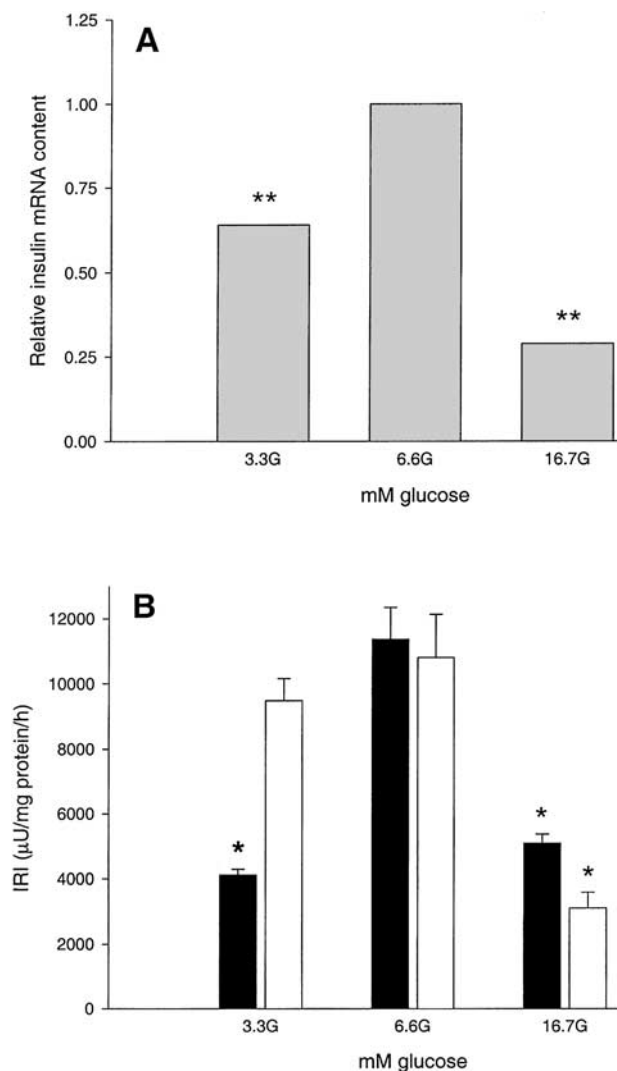 A
Relative insulin mRNA content
1.25
1.00
0.75
0.50
0.25
0.00
**
**
3.3G 6.6G 16.7G
mM glucose
B
IRI (µU/mg protein/h)
12000
10000
8000
6000
4000
2000
0
*
*
*
3.3G 6.6G 16.7G
mM glucose